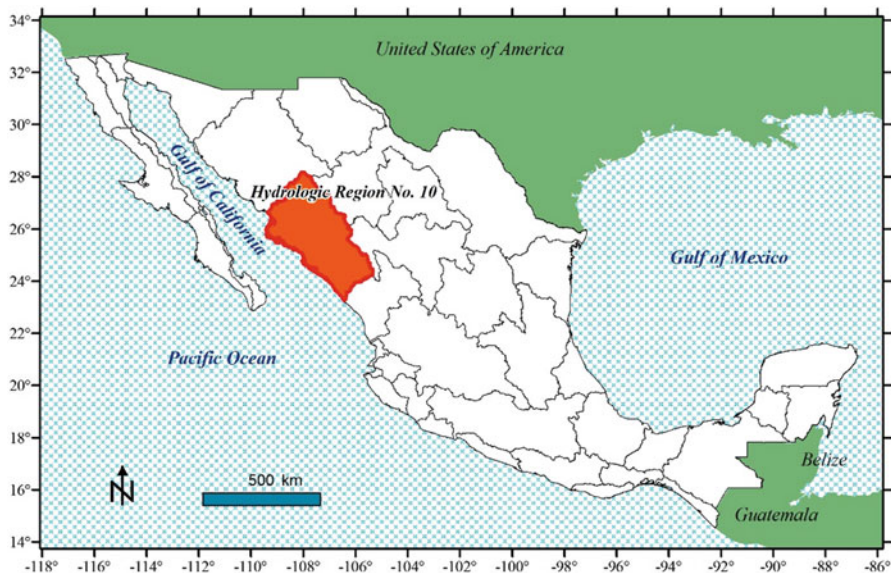 34°
32°
30°
28°
26°
24°
22°
20°
18°
16°
14°
United States of America
Gulf of California
Hydrologic Region No. 10
Gulf of Mexico
Pacific Ocean
Belize
Guatemala
N
500 km
-118° -116° -114° -112° -110° -108° -106° -104° -102° -100° -98° -96° -94° -92° -90° -88° -86°